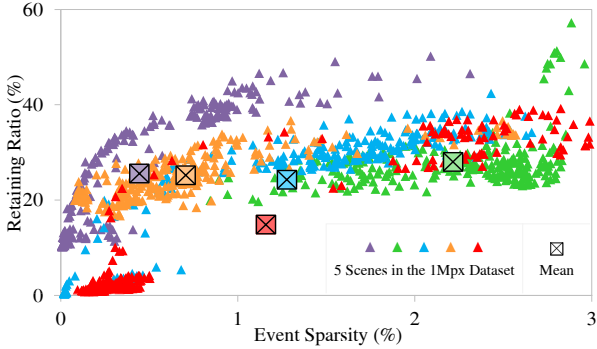 60
40
20
0
Retaining Ratio (%)
0 1 2 3
Event Sparsity (%)
5 Scenes in the 1Mpx Dataset
Mean